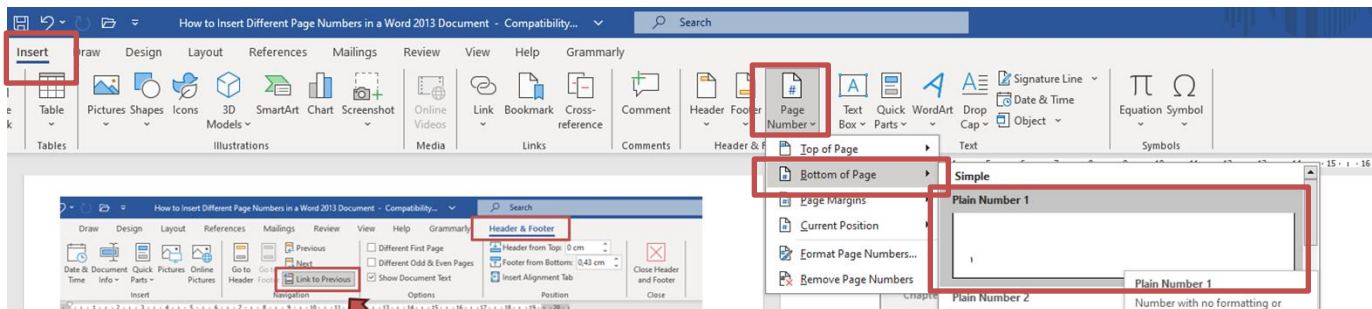 How to Insert Different Page Numbers in a Word 2013 Document - Compatibility...
Search
Insert Draw Design Layout References Mailings Review View Help Grammarly
Table
Pictures Shapes Icons 3D Models SmartArt Chart Screenshot
Online Videos
Link Bookmark Cross-reference
Comment
Header Footer Page Number
Text Box Quick Parts WordArt Drop Cap
Signature Line
Date & Time
Object
Equation Symbol
Tables Illustrations Media Links Comments Header & F Text Symbols
Top of Page
Bottom of Page
Page Margins
Current Position
Format Page Numbers...
Remove Page Numbers
Simple
Plain Number 1
1
Plain Number 2
Plain Number 1
Number with no formatting or
Chapte
15 16
How to Insert Different Page Numbers in a Word 2013 Document - Compatibility...
Search
Draw Design Layout References Mailings Review View Help Grammarly Header & Footer
Date & Time Document Info Quick Parts Pictures Online Pictures
Go to Header
Previous
Next
Link to Previous
Different First Page
Different Odd & Even Pages
Show Document Text
Header from Top: 0 cm
Footer from Bottom: 0,43 cm
Insert Alignment Tab
Close Header and Footer
Insert Navigation Options Position Close